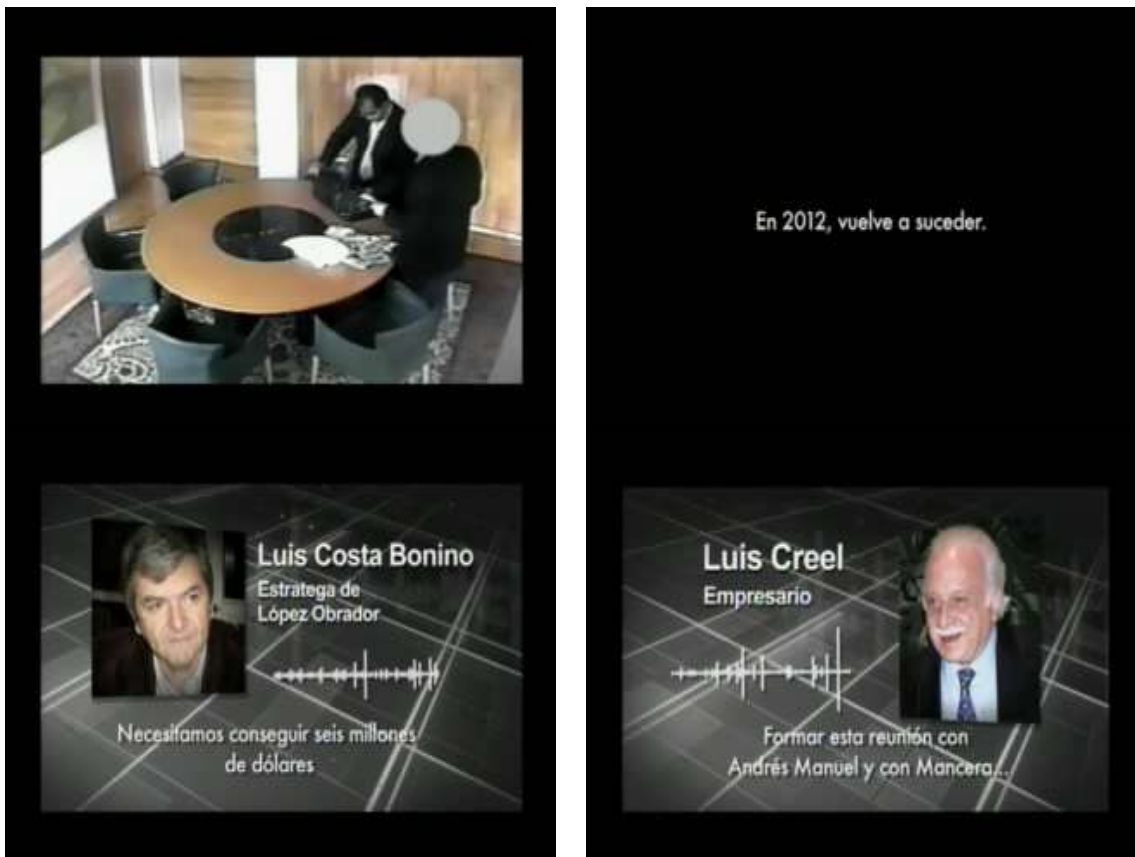 En 2012, vuelve a suceder.
Luis Costa Bonino
Estratega de
López Obrador
Necesitamos conseguir seis millones
de dólares
Luis Creel
Empresario
Formar esta reunión con
Andrés Manuel y con Mancera...